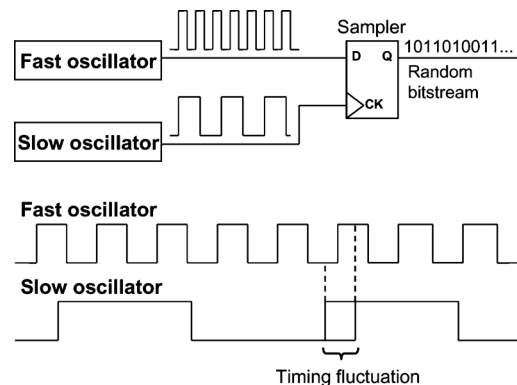 Sampler
Fast oscillator
D Q
1011010011...
Random
bitstream
CK
Slow oscillator
Fast oscillator
Slow oscillator
Timing fluctuation